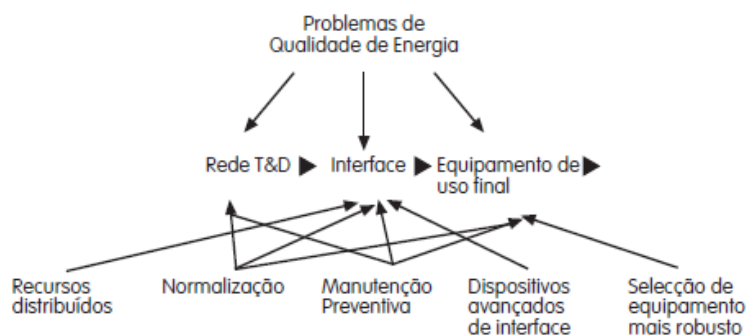 Problemas de
Qualidade de Energia
Rede T&D
Interface
Equipamento de
uso final
Recursos
distribuídos
Normalização
Manutenção
Preventiva
Dispositivos
avançados
de interface
Selecção de
equipamento
mais robusto